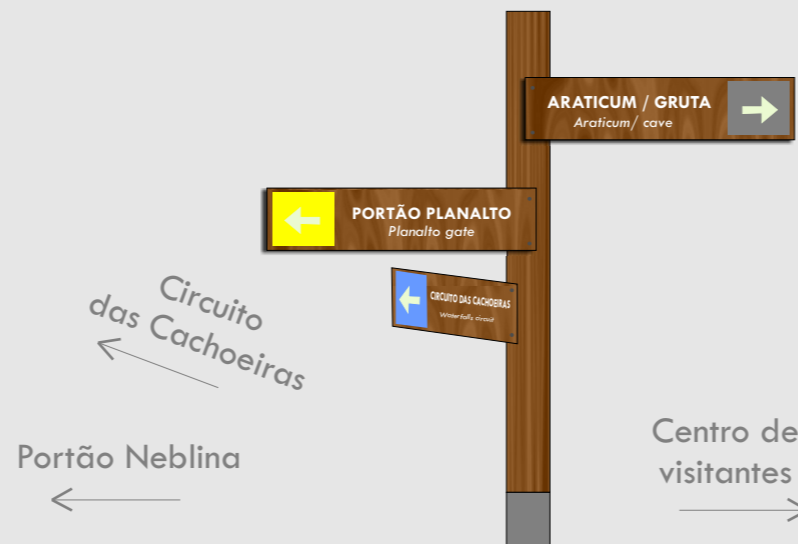 ARATICUM / GRUTA
Araticum/ cave
PORTÃO PLANALTO
Planalto gate
CIRCUITO DAS CACHOEIRAS
Waterfalls circuit
Circuito
das Cachoeiras
Portão Neblina
Centro de
visitantes